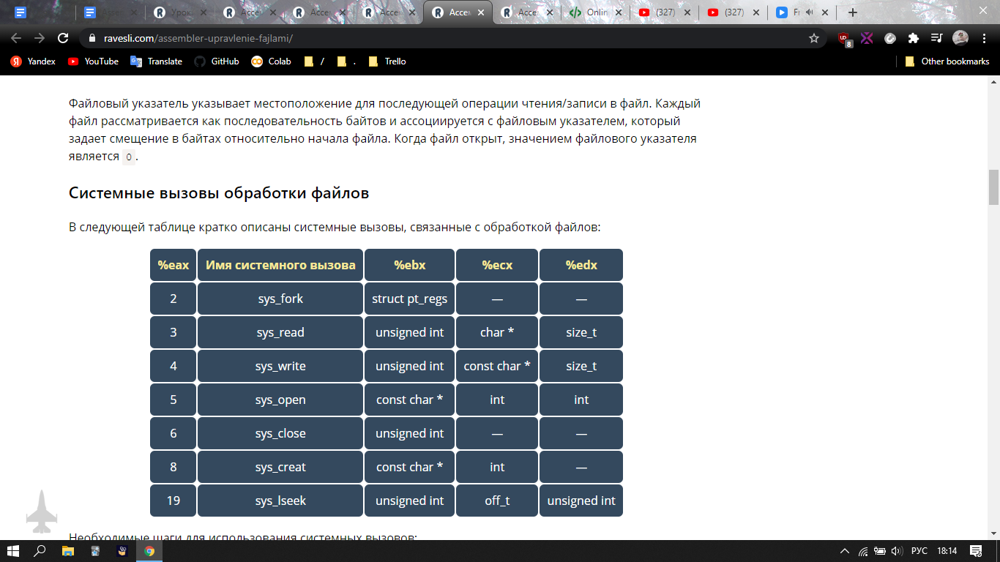 Урок
Acce
Acce
Acce
Acce
Acce
Onlin
(327)
(327)
Fr
ravesli.com/assembler-upravlenie-fajlami/
8
Yandex
YouTube
Translate
GitHub
Colab
/
.
Trello
Other bookmarks
Файловый указатель указывает местоположение для последующей операции чтения/записи в файл. Каждый
файл рассматривается как последовательность байтов и ассоциируется с файловым указателем, который
задает смещение в байтах относительно начала файла. Когда файл открыт, значением файлового указателя
является 0.
Системные вызовы обработки файлов
В следующей таблице кратко описаны системные вызовы, связанные с обработкой файлов:
%eax Имя системного вызова %ebx %ecx %edx
2 sys_fork struct pt_regs — —
3 sys_read unsigned int char * size_t
4 sys_write unsigned int const char * size_t
5 sys_open const char * int int
6 sys_close unsigned int — —
8 sys_creat const char * int —
19 sys_lseek unsigned int off_t unsigned int
Необходимые шаги для использования системных вызовов:
РУС
18:14